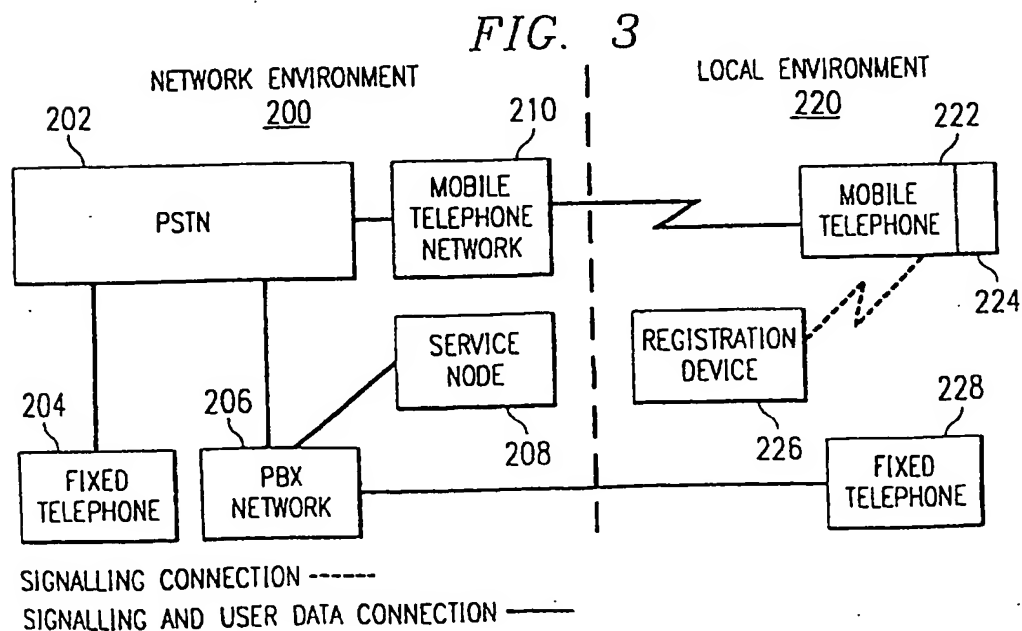 FIG. 3
NETWORK ENVIRONMENT
200
LOCAL ENVIRONMENT
220
202
210
222
PSTN
MOBILE
TELEPHONE
NETWORK
MOBILE
TELEPHONE
224
SERVICE
NODE
REGISTRATION
DEVICE
204
206
208
226
228
FIXED
TELEPHONE
PBX
NETWORK
FIXED
TELEPHONE
SIGNALLING CONNECTION
SIGNALLING AND USER DATA CONNECTION